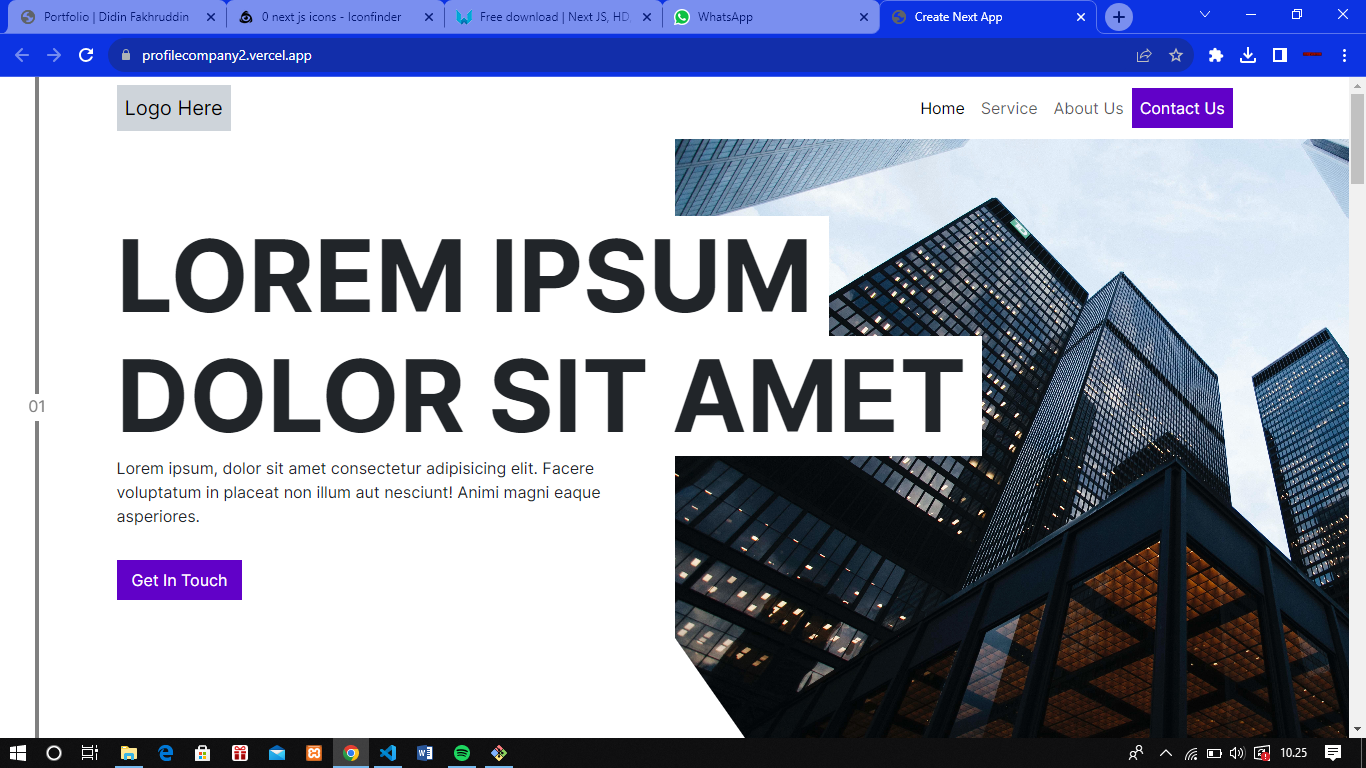 Portfolio | Didin Fakhruddin
0 next js icons - Iconfinder
Free download | Next JS, HD,
WhatsApp
Create Next App
profilecompany2.vercel.app
Logo Here
Home
Service
About Us
Contact Us
LOREM IPSUM
DOLOR SIT AMET
01
Lorem ipsum, dolor sit amet consectetur adipisicing elit. Facere
voluptatum in placeat non illum aut nesciunt! Animi magni eaque
asperiores.
Get In Touch
10.25